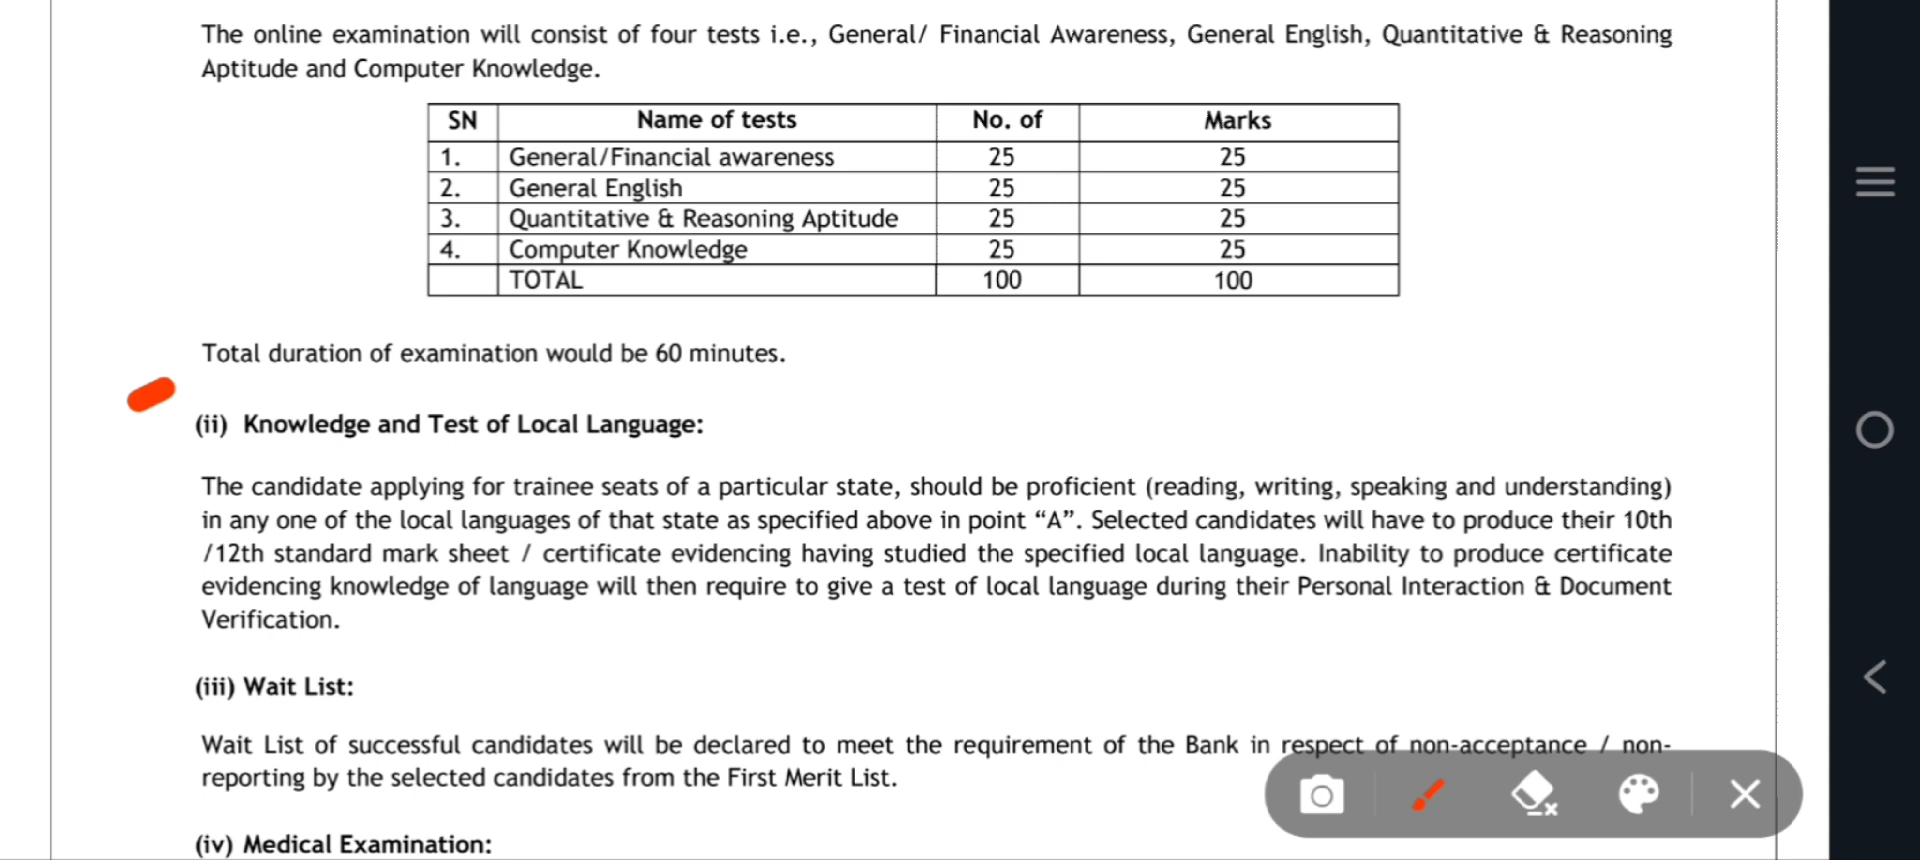 The online examination will consist of four tests i.e., General/ Financial Awareness, General English, Quantitative & Reasoning
Aptitude and Computer Knowledge.
SN Name of tests No. of Marks
1. General/Financial awareness 25 25
2. General English 25 25
3. Quantitative & Reasoning Aptitude 25 25
4. Computer Knowledge 25 25
TOTAL 100 100
Total duration of examination would be 60 minutes.
(ii) Knowledge and Test of Local Language:
The candidate applying for trainee seats of a particular state, should be proficient (reading, writing, speaking and understanding)
in any one of the local languages of that state as specified above in point “A”. Selected candidates will have to produce their 10th
/12th standard mark sheet / certificate evidencing having studied the specified local language. Inability to produce certificate
evidencing knowledge of language will then require to give a test of local language during their Personal Interaction & Document
Verification.
(iii) Wait List:
Wait List of successful candidates will be declared to meet the requirement of the Bank in respect of non-acceptance / non-
reporting by the selected candidates from the First Merit List.
(iv) Medical Examination: